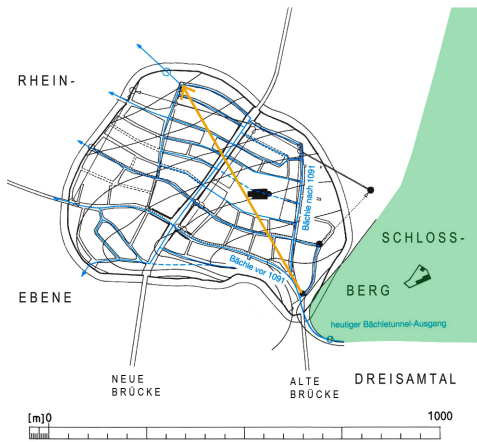 RHEIN-
Bächle nach 1091
SCHLOSS-
BERG
Bächle vor 1091
EBENE
heutiger Bächletunnel-Ausgang
NEUE
BRÜCKE
ALTE
BRÜCKE
DREISAMTAL
[m]0
1000